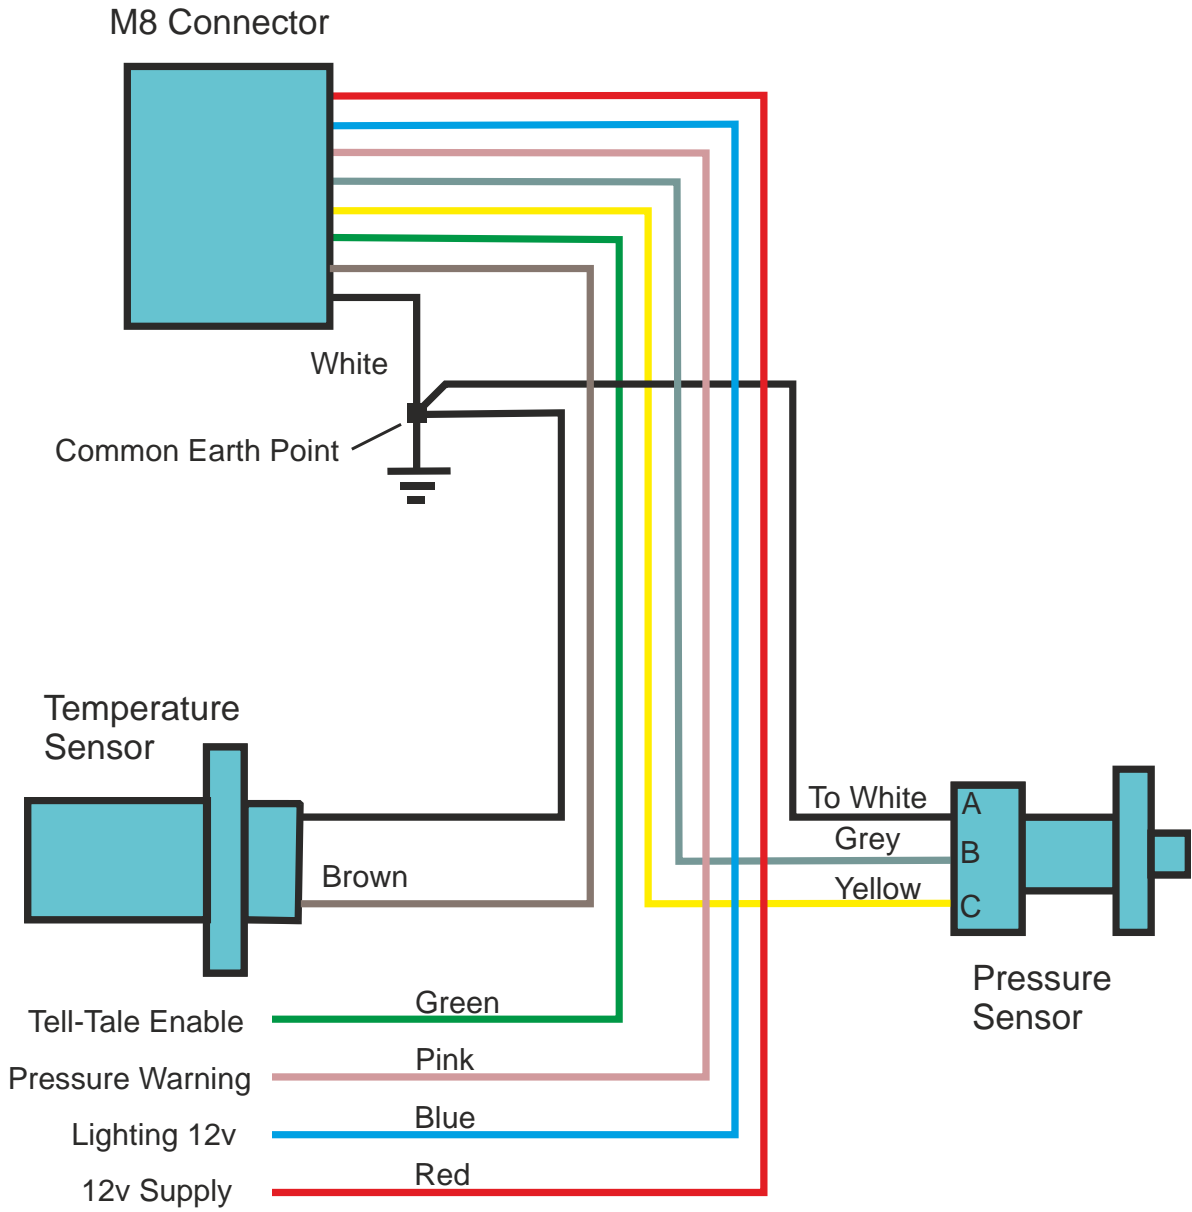 M8 Connector
White
Common Earth Point
Temperature
Sensor
To White
A
Grey
B
Brown
Yellow
C
Pressure
Sensor
Green
Tell-Tale Enable
Pink
Pressure Warning
Blue
Lighting 12v
Red
12v Supply